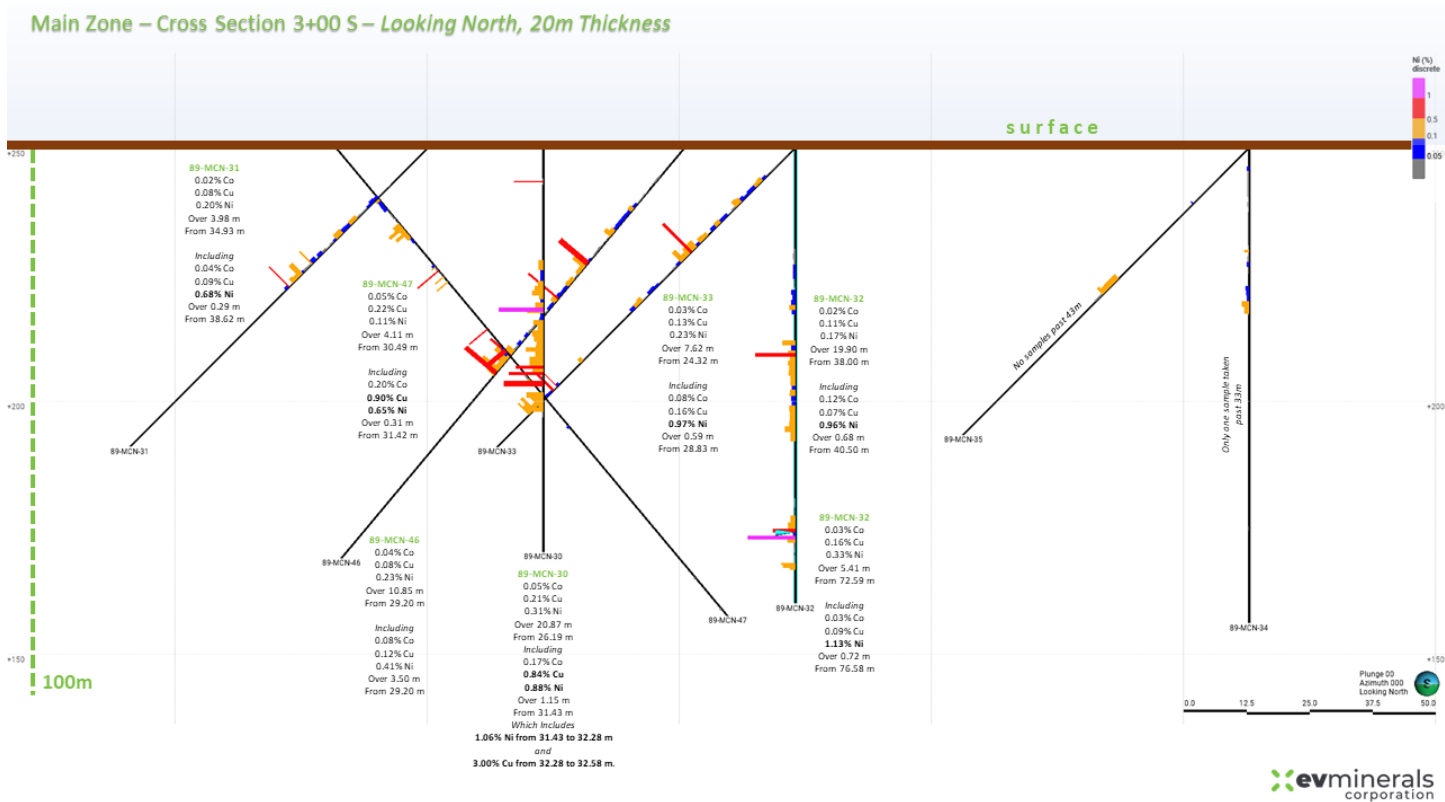 Main Zone – Cross Section 3+00 S – Looking North, 20m Thickness
Ni (%)
discrete
1
0.5
0.1
0.05
surface
+250
+200
+200
+150
+150
100m
89-MCN-31
0.02% Co
0.08% Cu
0.20% Ni
Over 3.98 m
From 34.93 m
Including
0.04% Co
0.09% Cu
0.68% Ni
Over 0.29 m
From 38.62 m
89-MCN-47
0.05% Co
0.22% Cu
0.11% Ni
Over 4.11 m
From 30.49 m
Including
0.20% Co
0.90% Cu
0.65% Ni
Over 0.31 m
From 31.42 m
89-MCN-33
0.03% Co
0.13% Cu
0.23% Ni
Over 7.62 m
From 24.32 m
Including
0.08% Co
0.16% Cu
0.97% Ni
Over 0.59 m
From 28.83 m
89-MCN-32
0.02% Co
0.11% Cu
0.17% Ni
Over 19.90 m
From 38.00 m
Including
0.12% Co
0.07% Cu
0.96% Ni
Over 0.68 m
From 40.50 m
No samples past 43m
Only one sample taken
past 33m
89-MCN-31
89-MCN-33
89-MCN-35
89-MCN-46
89-MCN-30
89-MCN-32
89-MCN-47
89-MCN-34
89-MCN-46
0.04% Co
0.08% Cu
0.23% Ni
Over 10.85 m
From 29.20 m
Including
0.08% Co
0.12% Cu
0.41% Ni
Over 3.50 m
From 29.20 m
89-MCN-30
0.05% Co
0.21% Cu
0.31% Ni
Over 20.87 m
From 26.19 m
Including
0.17% Co
0.84% Cu
0.88% Ni
Over 1.15 m
From 31.43 m
Which Includes
1.06% Ni from 31.43 to 32.28 m
and
3.00% Cu from 32.28 to 32.58 m.
89-MCN-32
0.03% Co
0.16% Cu
0.33% Ni
Over 5.41 m
From 72.59 m
Including
0.03% Co
0.09% Cu
1.13% Ni
Over 0.72 m
From 76.58 m
Plunge 00
Azimuth 000
Looking North
S
0.0 12.5 25.0 37.5 50.0
evminerals
corporation